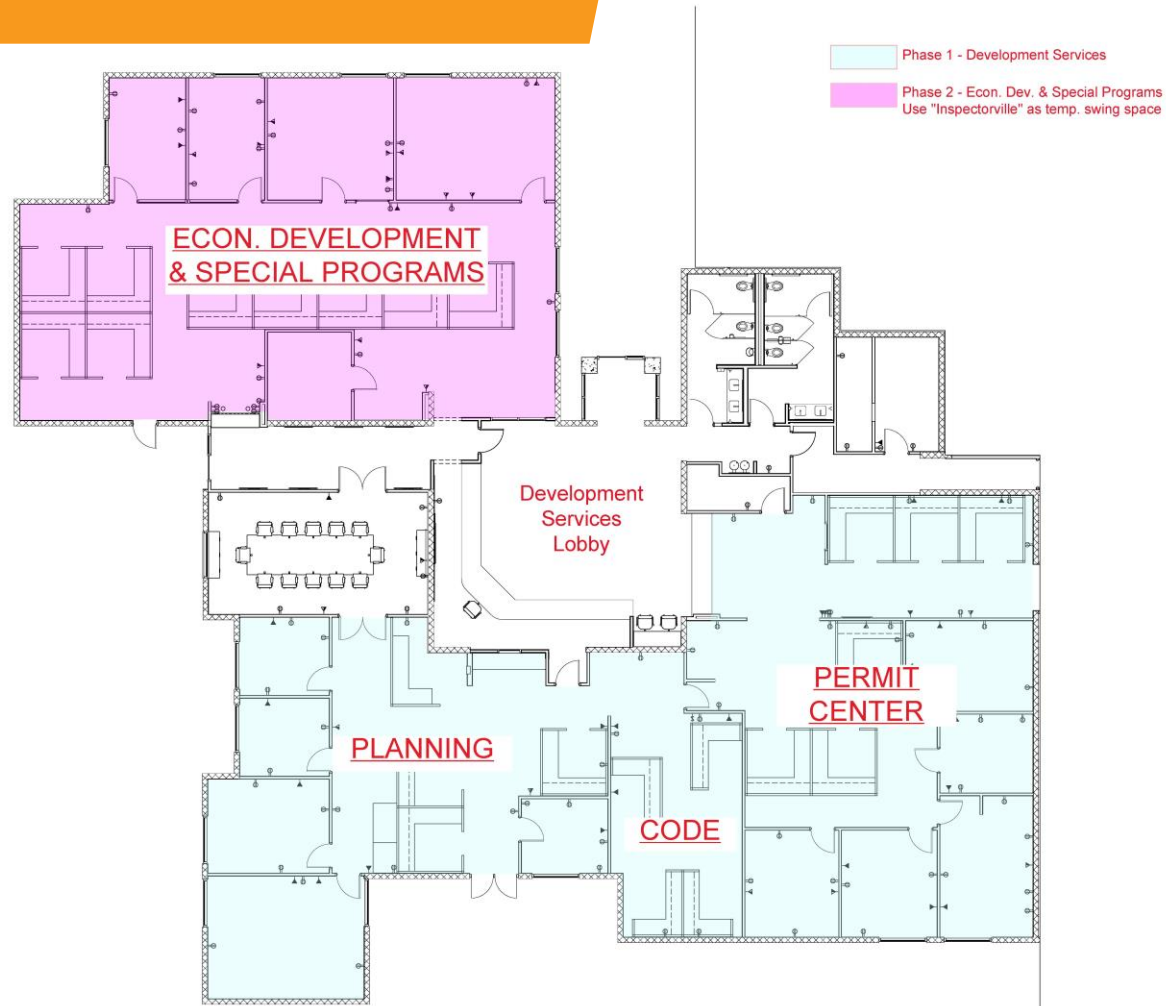 Phase 1 - Development Services
Phase 2 - Econ. Dev. & Special Programs
Use "Inspectorville" as temp. swing space
ECON. DEVELOPMENT
& SPECIAL PROGRAMS
Development
Services
Lobby
PERMIT
CENTER
PLANNING
CODE